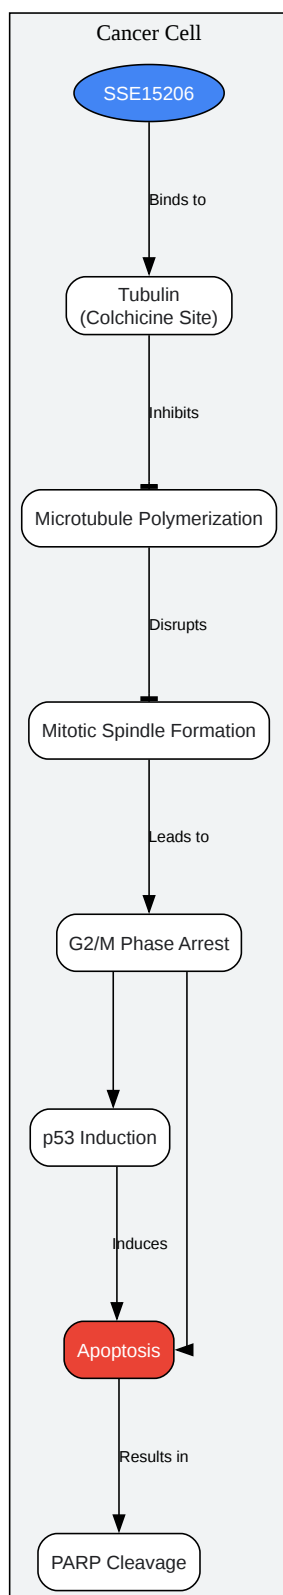 Cancer Cell
SSE15206
Binds to
Tubulin
(Colchicine Site)
Inhibits
Microtubule Polymerization
Disrupts
Mitotic Spindle Formation
Leads to
G2/M Phase Arrest
p53 Induction
Induces
Apoptosis
Results in
PARP Cleavage